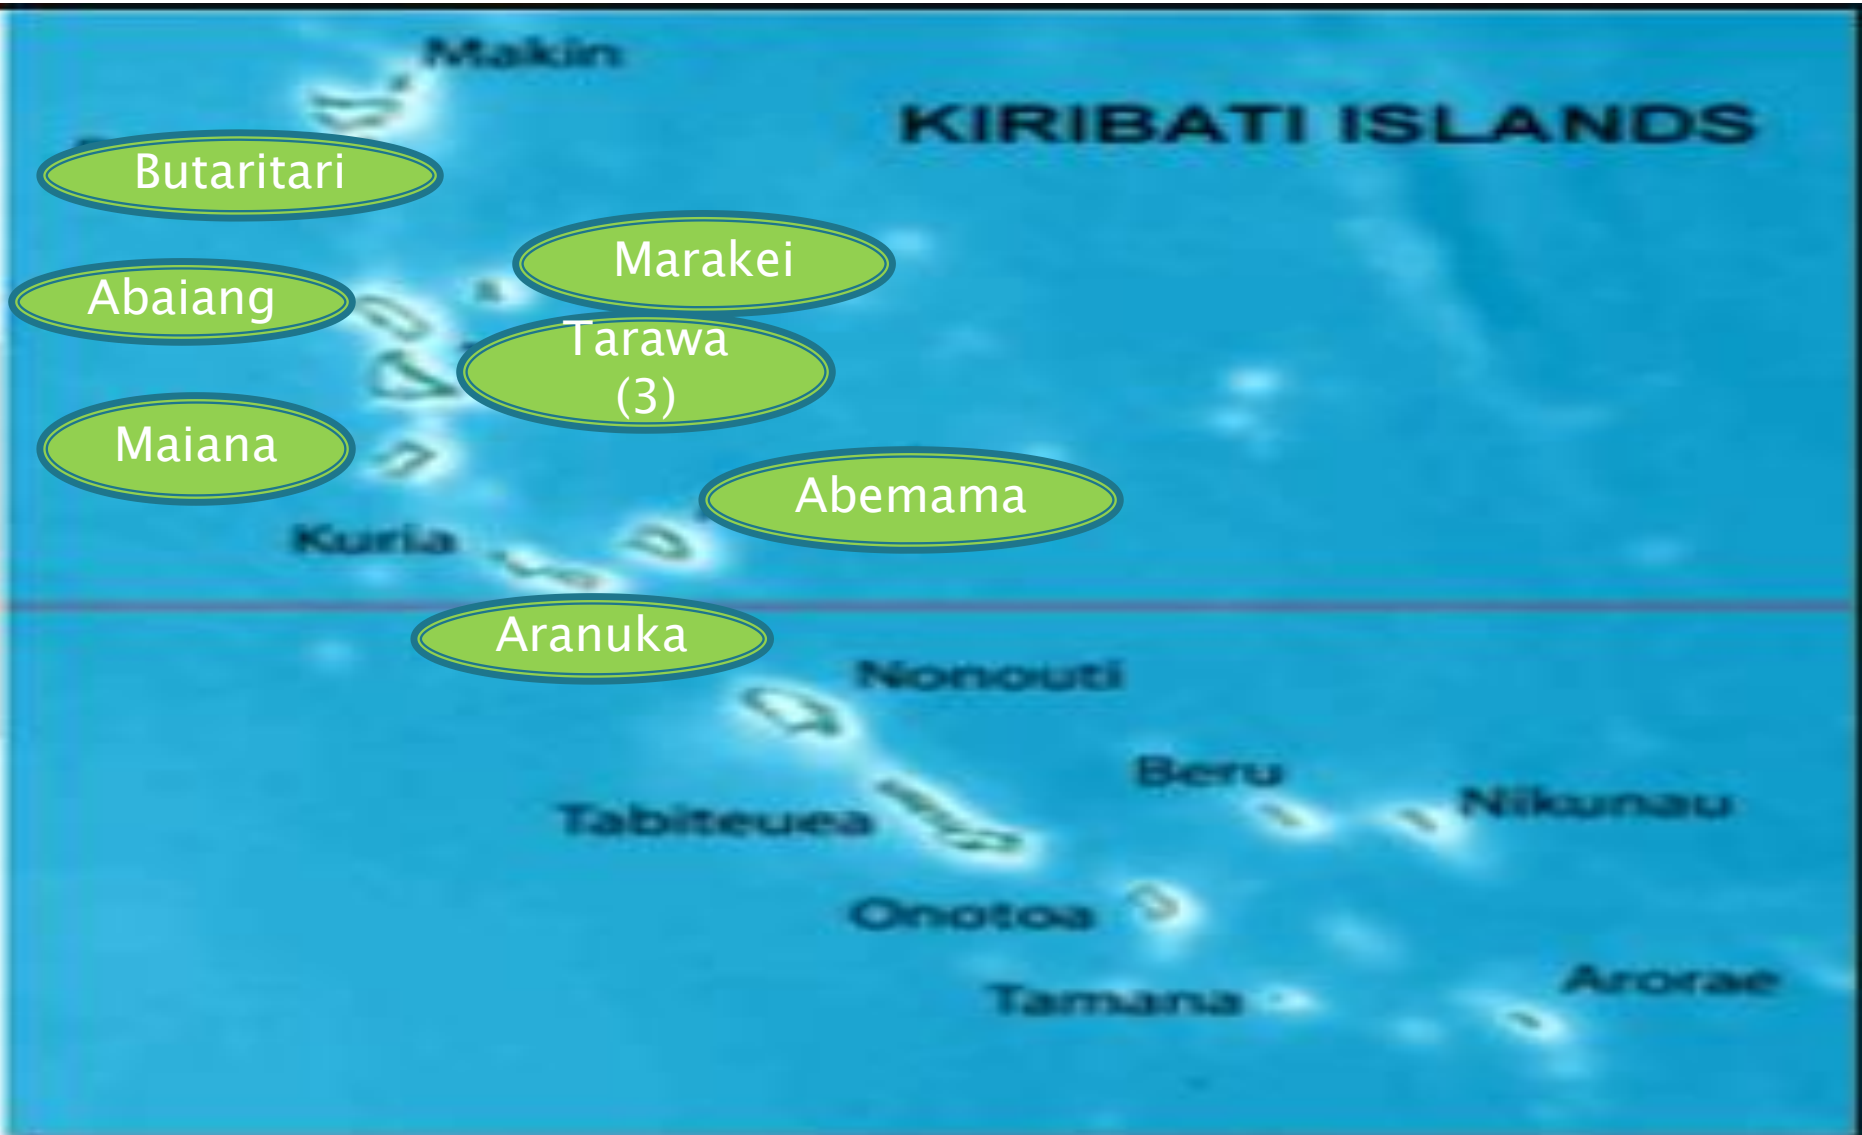 Makin
KIRIBATI ISLANDS
Butaritari
Marakei
Abaiang
Tarawa
(3)
Maiana
Abemama
Kuria
Aranuka
Nonouti
Beru
Nikunau
Tabiteuea
Onotoa
Arorae
Tamana